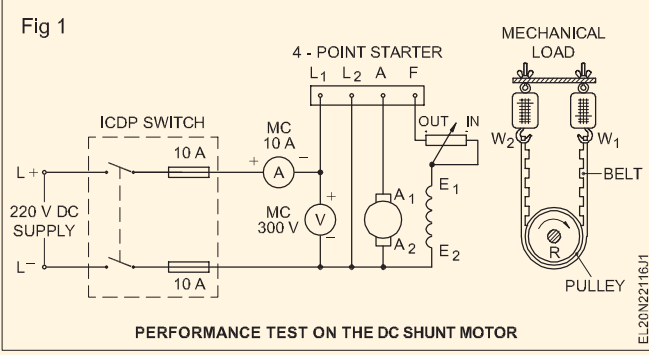 Fig 1
4 - POINT STARTER
MECHANICAL
LOAD
L1 L2 A F
ICDP SWITCH
MC
10 A
OUT IN
W2 W1
10 A
+ A −
L +
A1
E1
BELT
220 V DC
SUPPLY
MC
300 V
+
V
−
A2
E2
R
L−
10 A
PULLEY
PERFORMANCE TEST ON THE DC SHUNT MOTOR
EL20N22116J1